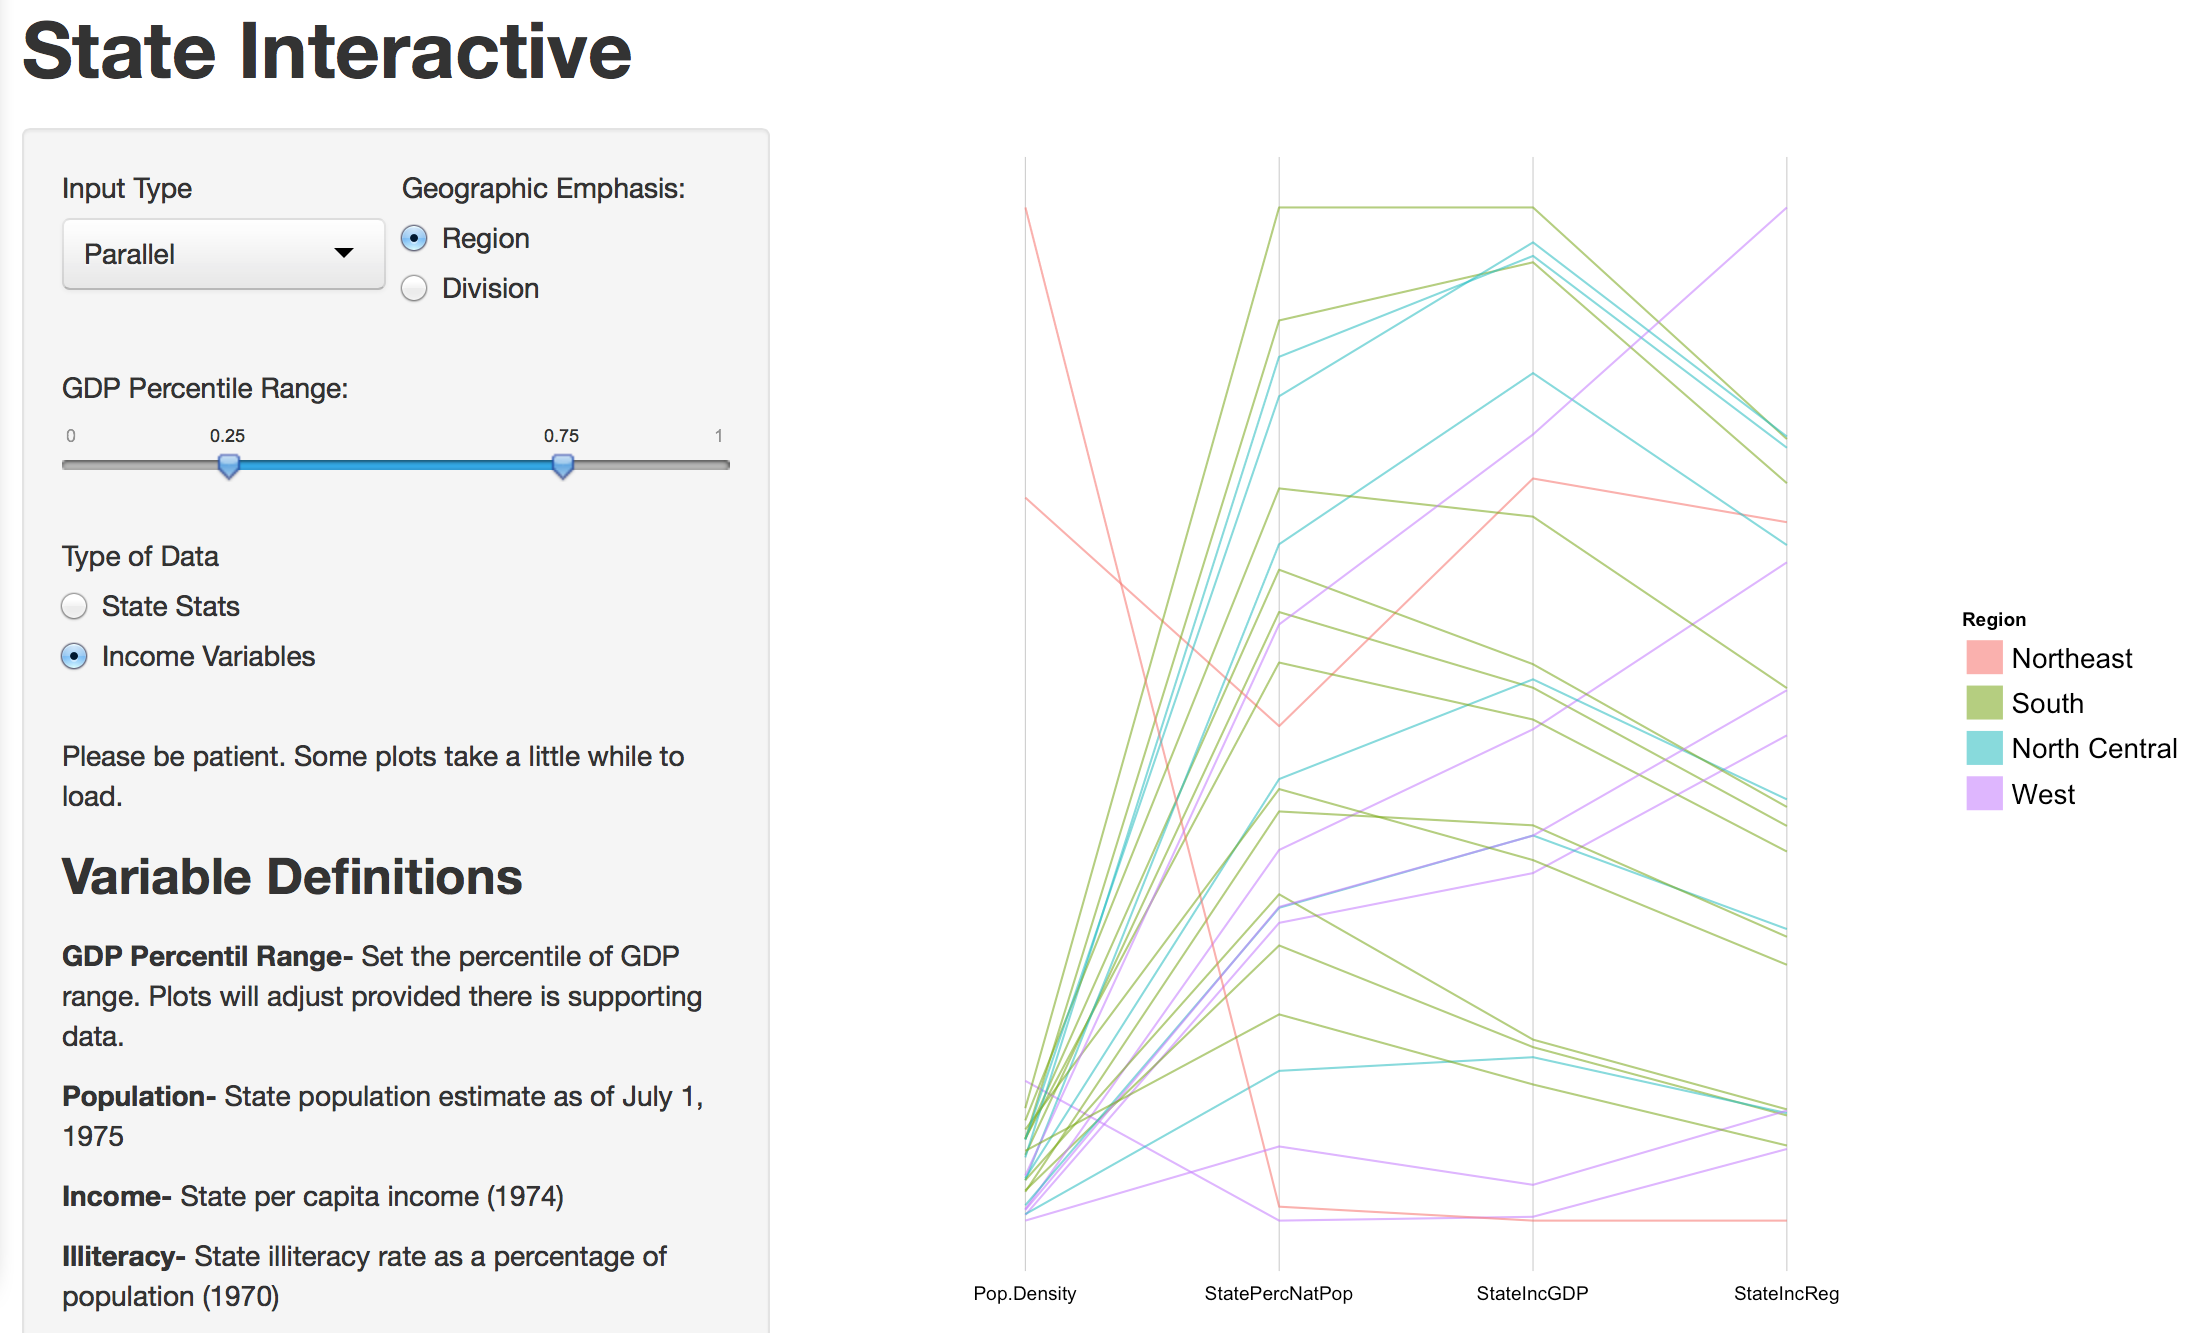 State Interactive
Input Type
Parallel
Geographic Emphasis:
Region
Division
GDP Percentile Range:
0 0.25 0.75 1
Type of Data
State Stats
Income Variables
Please be patient. Some plots take a little while to
load.
Variable Definitions
GDP Percentil Range- Set the percentile of GDP
range. Plots will adjust provided there is supporting
data.
Population- State population estimate as of July 1,
1975
Income- State per capita income (1974)
Illiteracy- State illiteracy rate as a percentage of
population (1970)
Pop.Density StatePercNatPop StateIncGDP StateIncReg
Region
Northeast
South
North Central
West